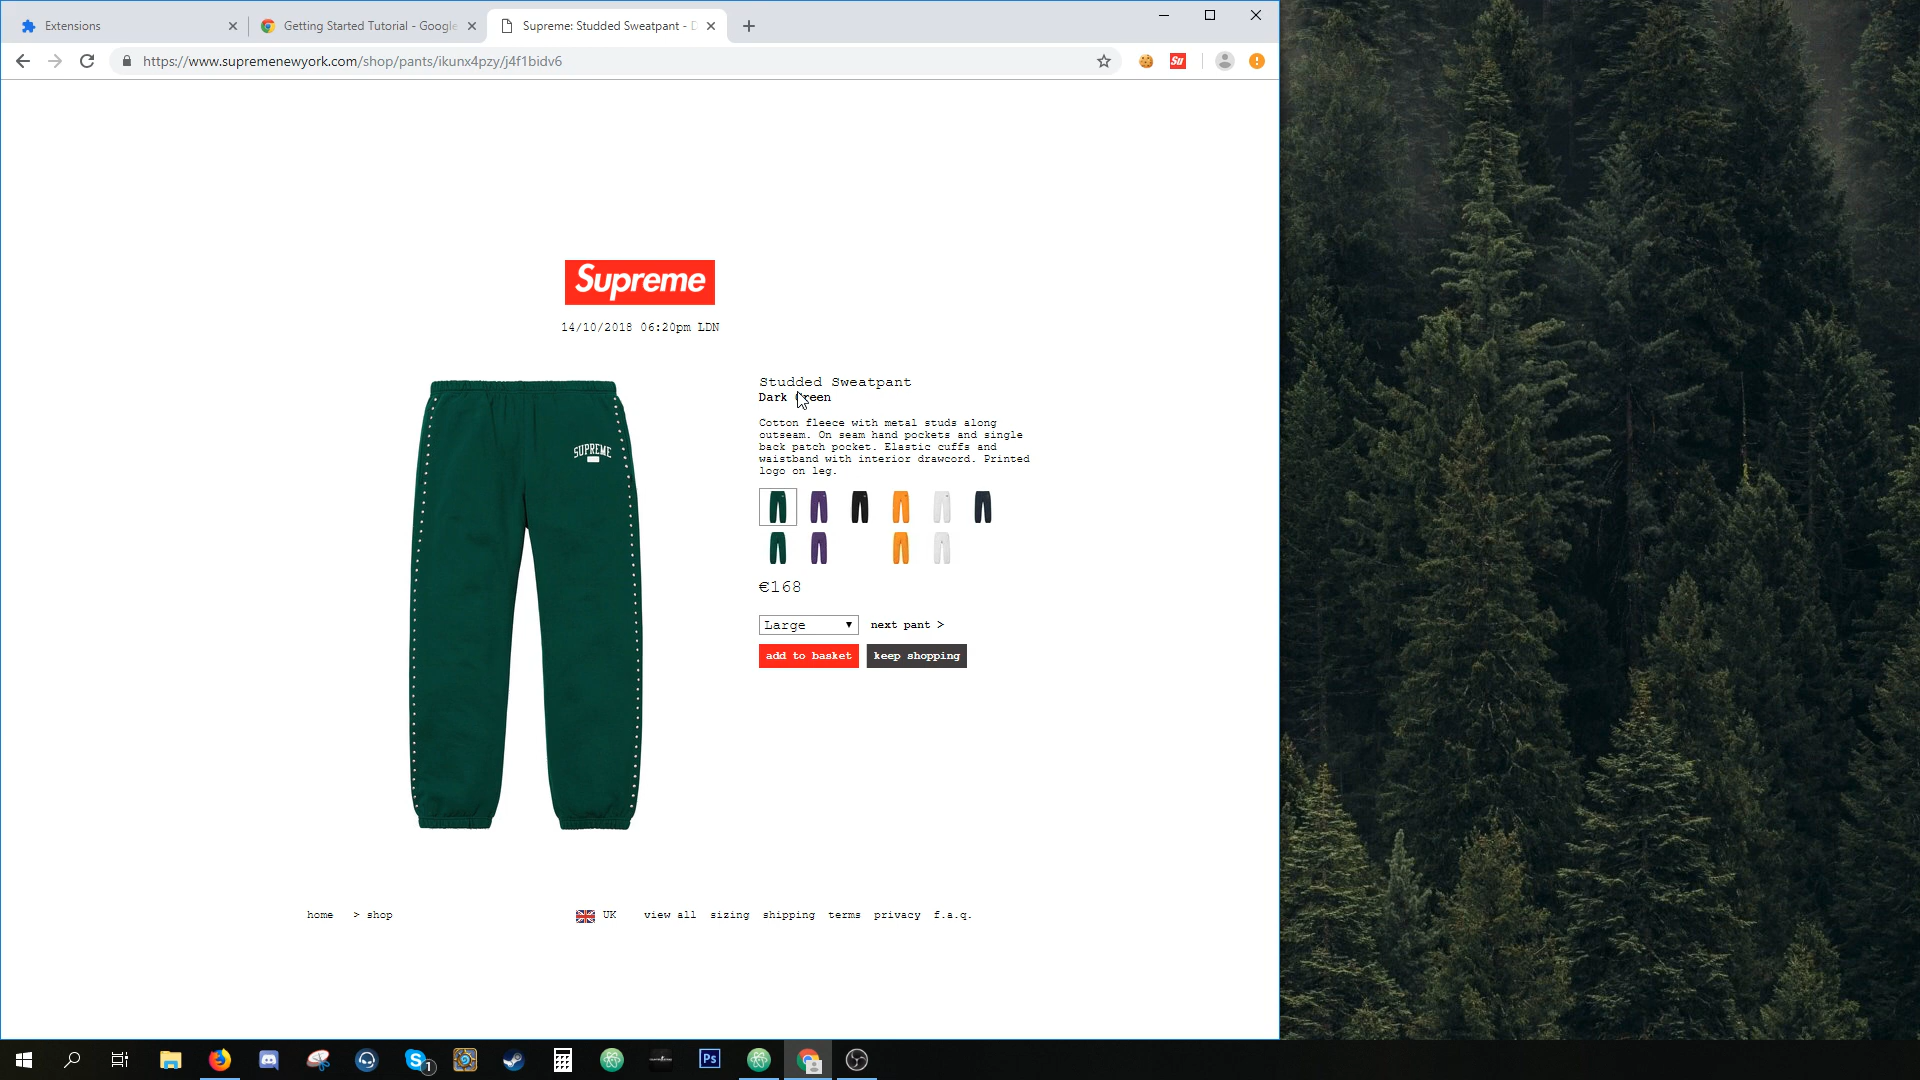 Extensions
Getting Started Tutorial - Google
Supreme: Studded Sweatpant - D
https://www.supremenewyork.com/shop/pants/ikunx4pzy/j4f1bidv6
Su
Supreme
14/10/2018 06:20pm LDN
SUPREME
Studded Sweatpant
Dark Green
Cotton fleece with metal studs along
outseam. On seam hand pockets and single
back patch pocket. Elastic cuffs and
waistband with interior drawcord. Printed
logo on leg.
€168
Large
next pant >
add to basket
keep shopping
home
> shop
UK
view all
sizing
shipping
terms
privacy
f.a.q.
1
Ps